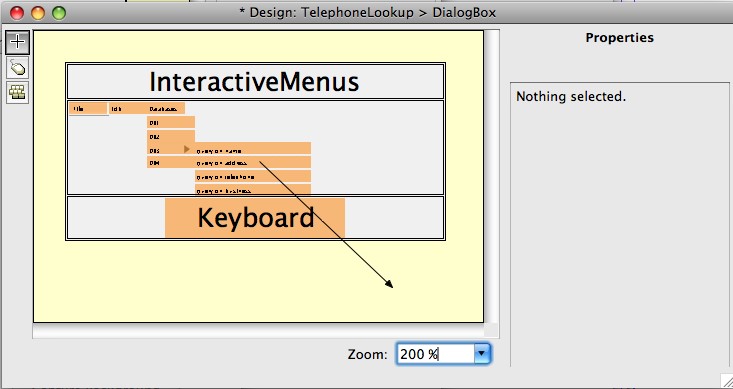 * Design: TelephoneLookup > DialogBox
Properties
Nothing selected.
InteractiveMenus
File Edit Databases
DB1
DB2
DB3 Query on name
DB4 Query on address
Query on telephone
Query on business
Keyboard
Zoom: 200 %